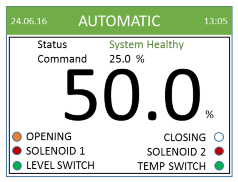 24.06.16 AUTOMATIC 13:05
Status System Healthy
Command 25.0 %
50.0 %
OPENING CLOSING
SOLENOID 1 SOLENOID 2
LEVEL SWITCH TEMP SWITCH